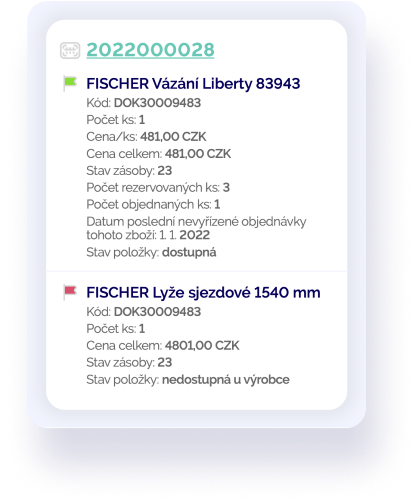 2022000028
FISCHER Vázání Liberty 83943
Kód: DOK30009483
Počet ks: 1
Cena/ks: 481,00 CZK
Cena celkem: 481,00 CZK
Stav zásoby: 23
Počet rezervovaných ks: 3
Počet objednaných ks: 1
Datum poslední nevyřízené objednávky
tohoto zboží: 1. 1. 2022
Stav položky: dostupná
FISCHER Lyže sjezdové 1540 mm
Kód: DOK30009483
Počet ks: 1
Cena celkem: 4801,00 CZK
Stav zásoby: 23
Stav položky: nedostupná u výrobce